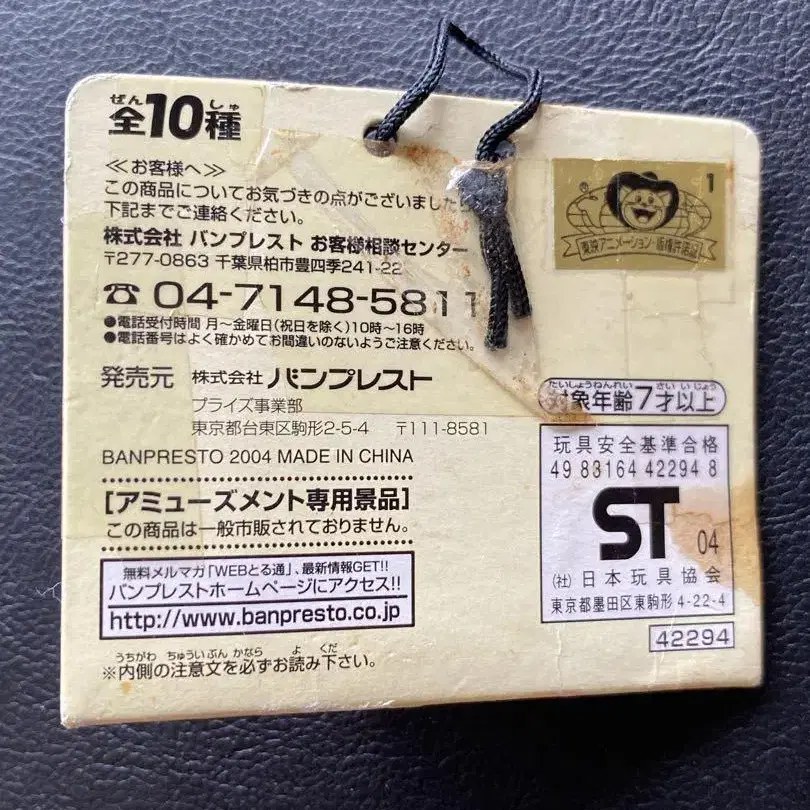 ぜん しゅ
全10種
≪お客様へ≫
この商品についてお気づきの点がございましたら
下記までご連絡ください。
株式会社 バンプレスト お客様相談センター
〒277-0863 千葉県柏市豊四季241-22
☎ 04-7148-5811
●電話受付時間 月～金曜日(祝日を除く)10時～16時
●電話番号はよく確かめてお間違いのないようご注意ください。
発売元 株式会社 バンプレスト
プライズ事業部
東京都台東区駒形2-5-4 〒111-8581
BANPRESTO 2004 MADE IN CHINA
[アミューズメント専用景品]
この商品は一般市販されておりません。
無料メルマガ「WEBとる通」、最新情報GET!!
バンプレストホームページにアクセス!!
http://www.banpresto.co.jp
うちがわ ちゅういぶん かなら よ くだ
※内側の注意文を必ずお読み下さい。
1
東映アニメーション・版権許諾品
たいしょうねんれい さい いじょう
対象年齢7才以上
玩具安全基準合格
49 83164 42294 8
ST 04
(社) 日本玩具協会
東京都墨田区東駒形 4-22-4
42294